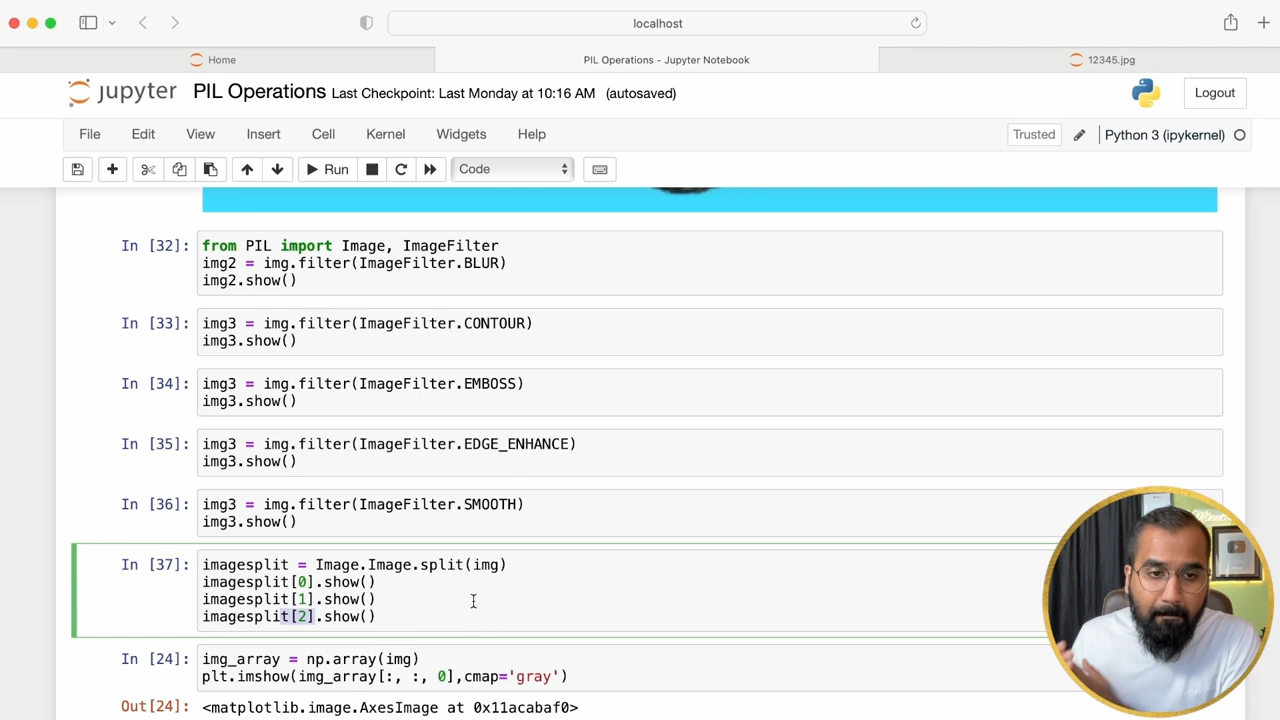 localhost
Home
PIL Operations - Jupyter Notebook
12345.jpg
jupyter
PIL Operations Last Checkpoint: Last Monday at 10:16 AM (autosaved)
Logout
File Edit View Insert Cell Kernel Widgets Help
Trusted
Python 3 (ipykernel)
Run
Code
In [32]:
from PIL import Image, ImageFilter
img2 = img.filter(ImageFilter.BLUR)
img2.show()
In [33]:
img3 = img.filter(ImageFilter.CONTOUR)
img3.show()
In [34]:
img3 = img.filter(ImageFilter.EMBOSS)
img3.show()
In [35]:
img3 = img.filter(ImageFilter.EDGE_ENHANCE)
img3.show()
In [36]:
img3 = img.filter(ImageFilter.SMOOTH)
img3.show()
In [37]:
imagesplit = Image.Image.split(img)
imagesplit[0].show()
imagesplit[1].show()
imagesplit[2].show()
In [24]:
img_array = np.array(img)
plt.imshow(img_array[:, :, 0],cmap='gray')
Out[24]:
<matplotlib.image.AxesImage at 0x11acabaf0>